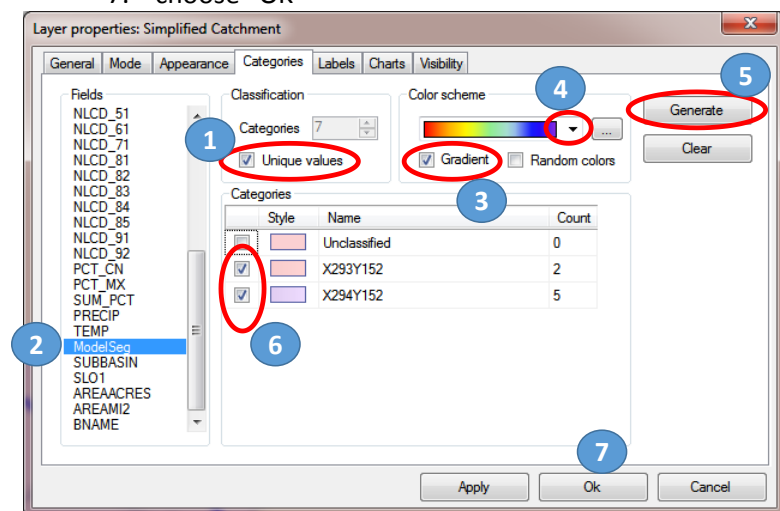 7. choose "OK"
Layer properties: Simplified Catchment
General Mode Appearance Categories Labels Charts Visibility
Fields
NLCD_51
NLCD_61
NLCD_71
NLCD_81
NLCD_82
NLCD_83
NLCD_84
NLCD_85
NLCD_91
NLCD_92
PCT_CN
PCT_MX
SUM_PCT
PRECIP
TEMP
ModelSeg
SUBBASIN
SLO1
AREAACRES
AREAMI2
BNAME
1
2
Classification
Categories 7
Unique values
Color scheme
4
...
Gradient Random colors
3
5
Generate
Clear
Categories
Style Name Count
Unclassified 0
X293Y152 2
X294Y152 5
6
7
Apply Ok Cancel